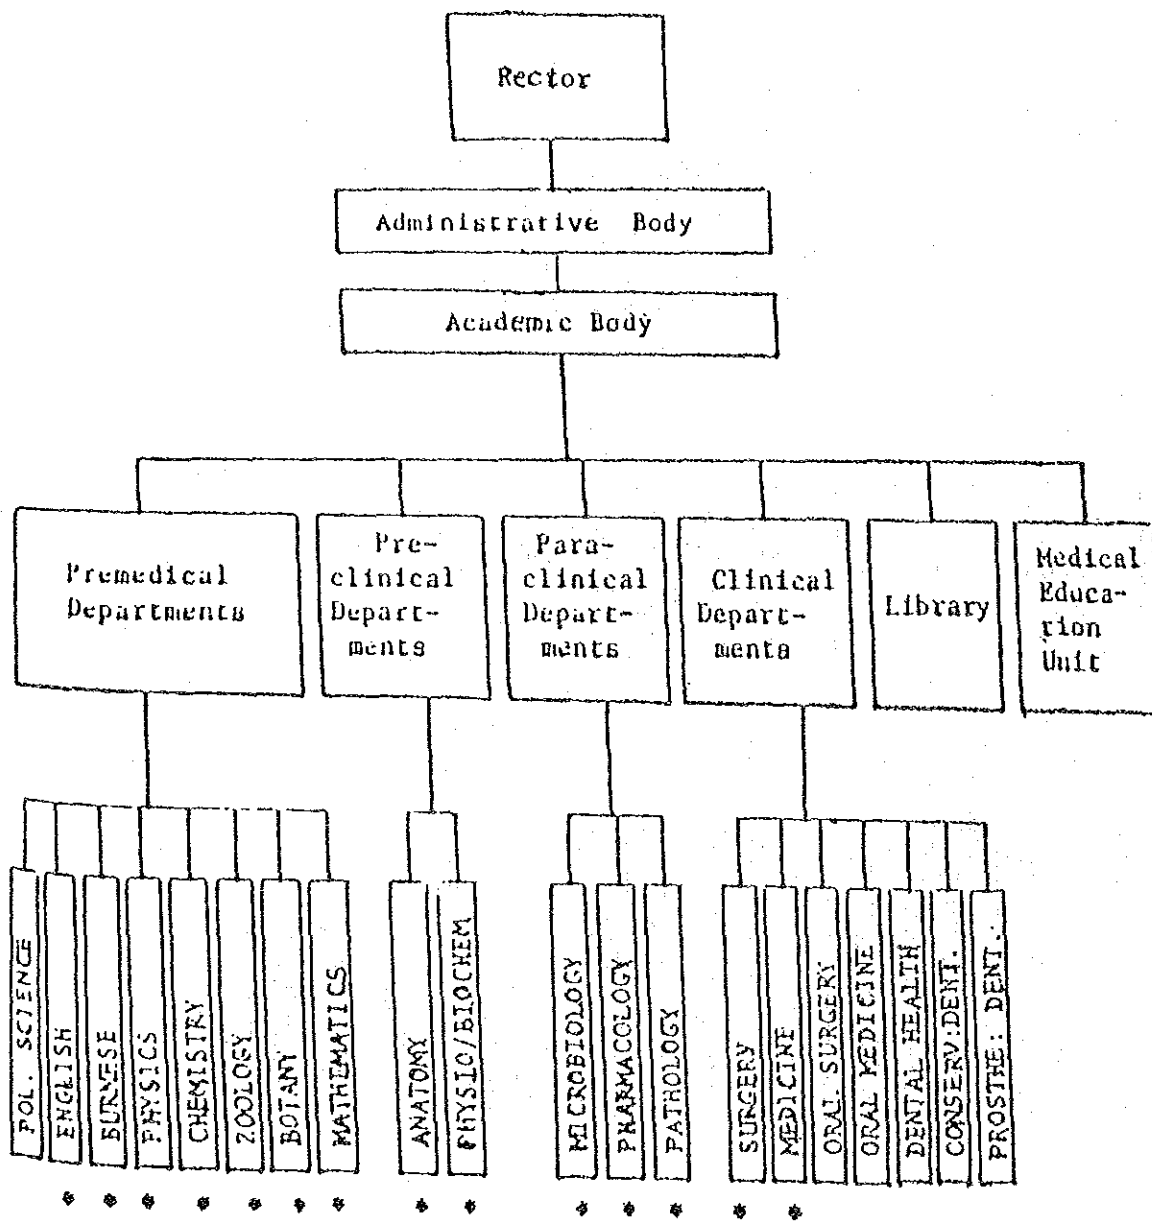 Rector
Administrative Body
Academic Body
Premedical
Departments
Pre-
clinical
Depart-
ments
Para-
clinical
Depart-
ments
Clinical
Depart-
ments
Library
Medical
Educa-
tion
Unit
POL. SCIENCE
ENGLISH
BURMESE
PHYSICS
CHEMISTRY
ZOOLOGY
BOTANY
MATHEMATICS
ANATOMY
PHYSIO/BIOCHEM
MICROBIOLOGY
PHARMACOLOGY
PATHOLOGY
SURGERY
MEDICINE
ORAL SURGERY
ORAL MEDICINE
DENTAL HEALTH
CONSERV:DENT.
PROSTHE: DENT.
* * * * * * * * * * * * * *